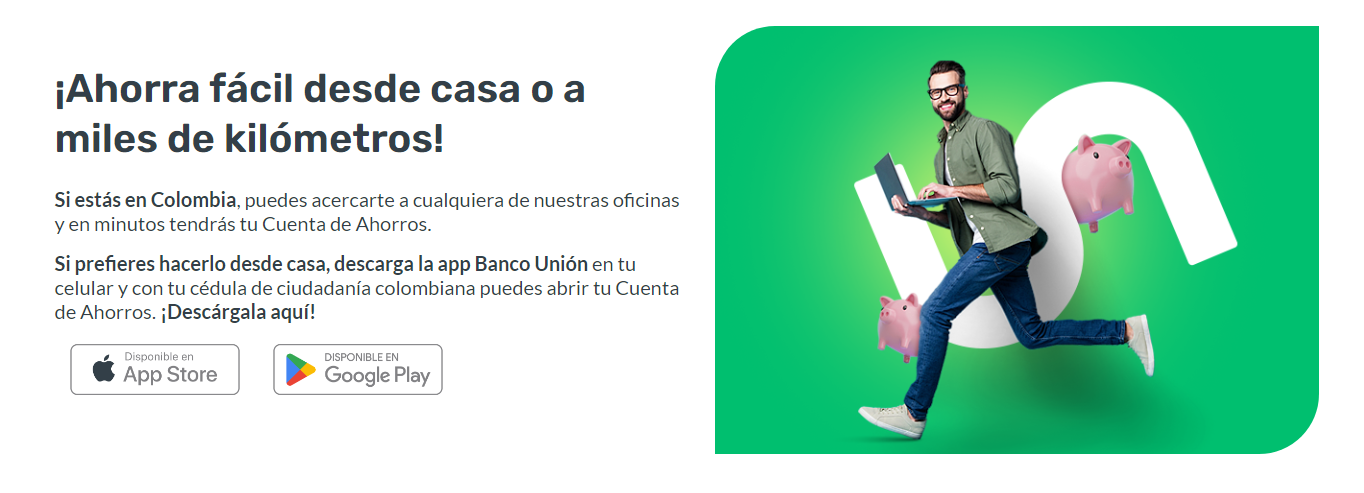 ¡Ahorra fácil desde casa o a
miles de kilómetros!
Si estás en Colombia, puedes acercarte a cualquiera de nuestras oficinas
y en minutos tendrás tu Cuenta de Ahorros.
Si prefieres hacerlo desde casa, descarga la app Banco Unión en tu
celular y con tu cédula de ciudadanía colombiana puedes abrir tu Cuenta
de Ahorros. ¡Descárgala aquí!
Disponible en
App Store
DISPONIBLE EN
Google Play